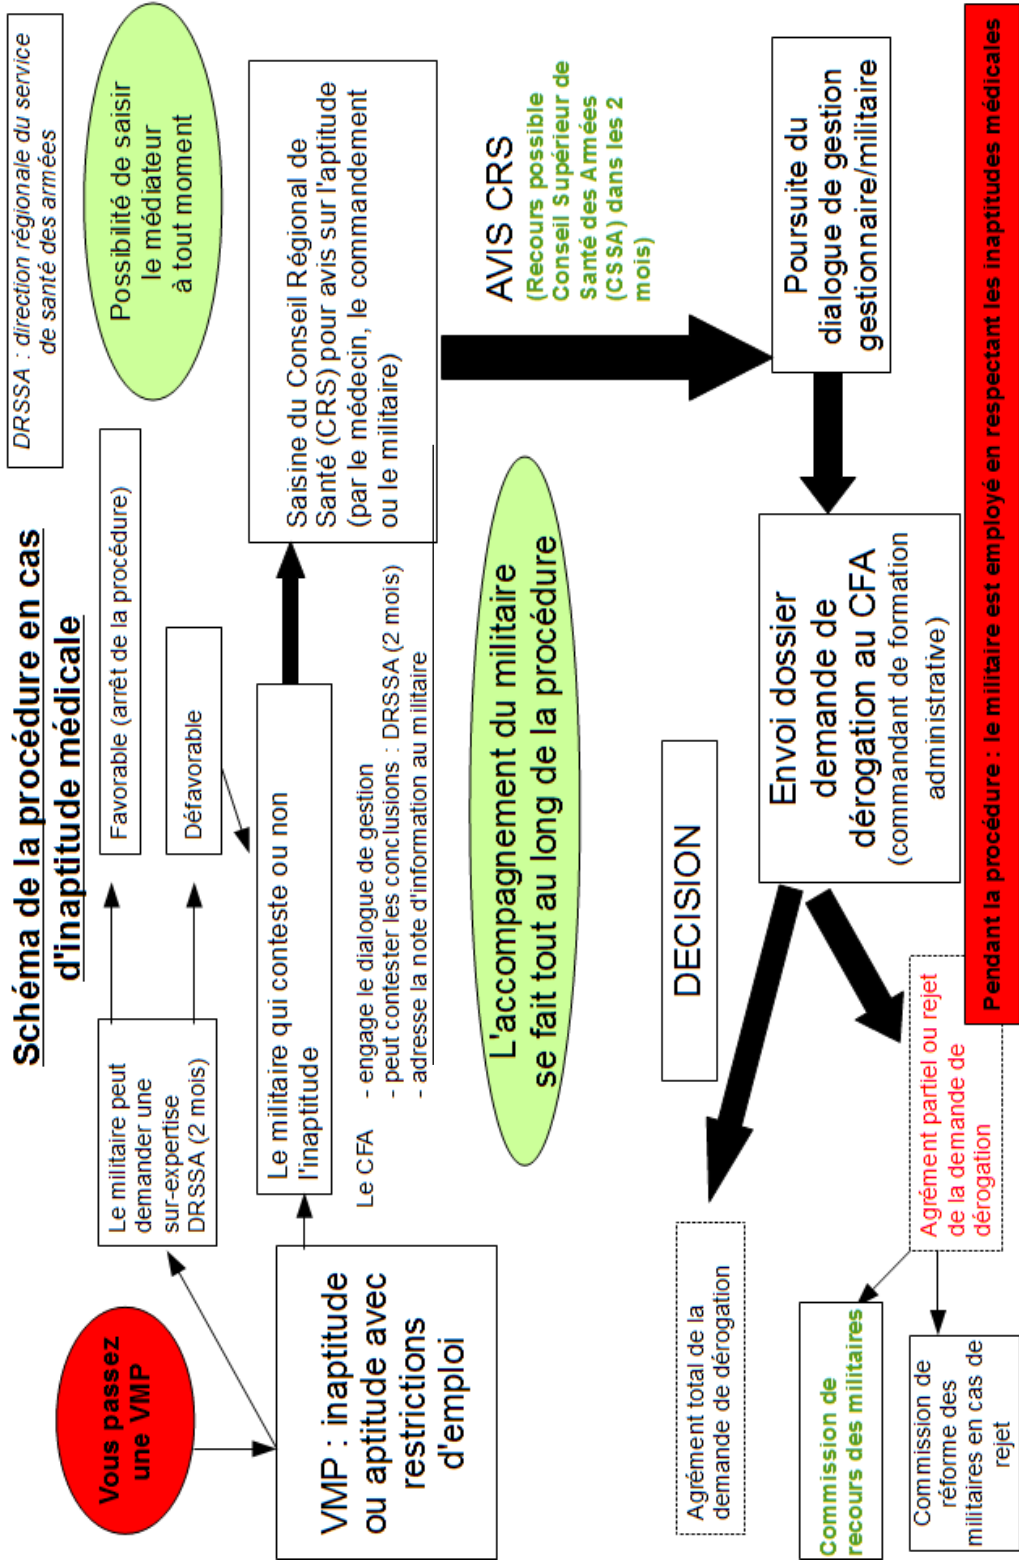 Schéma de la procédure en cas
d'inaptitude médicale
DRSSA : direction régionale du service
de santé des armées
Vous passez
une VMP
Le militaire peut
demander une
sur-expertise
DRSSA (2 mois)
Favorable (arrêt de la procédure)
Défavorable
Possibilité de saisir
le médiateur
à tout moment
VMP : inaptitude
ou aptitude avec
restrictions
d'emploi
Le militaire qui conteste ou non
l'inaptitude
Saisine du Conseil Régional de
Santé (CRS) pour avis sur l'aptitude
(par le médecin, le commandement
ou le militaire)
Le CFA - engage le dialogue de gestion
- peut contester les conclusions : DRSSA (2 mois)
- adresse la note d'information au militaire
L'accompagnement du militaire
se fait tout au long de la procédure
AVIS CRS
(Recours possible
Conseil Supérieur de
Santé des Armées
(CSSA) dans les 2
mois)
DECISION
Agrément total de la
demande de dérogation
Envoi dossier
demande de
dérogation au CFA
(commandant de formation
administrative)
Poursuite du
dialogue de gestion
gestionnaire/militaire
Commission de
recours des militaires
Agrément partiel ou rejet
de la demande de
dérogation
Commission de
réforme des
militaires en cas de
rejet
Pendant la procédure : le militaire est employé en respectant les inaptitudes médicales